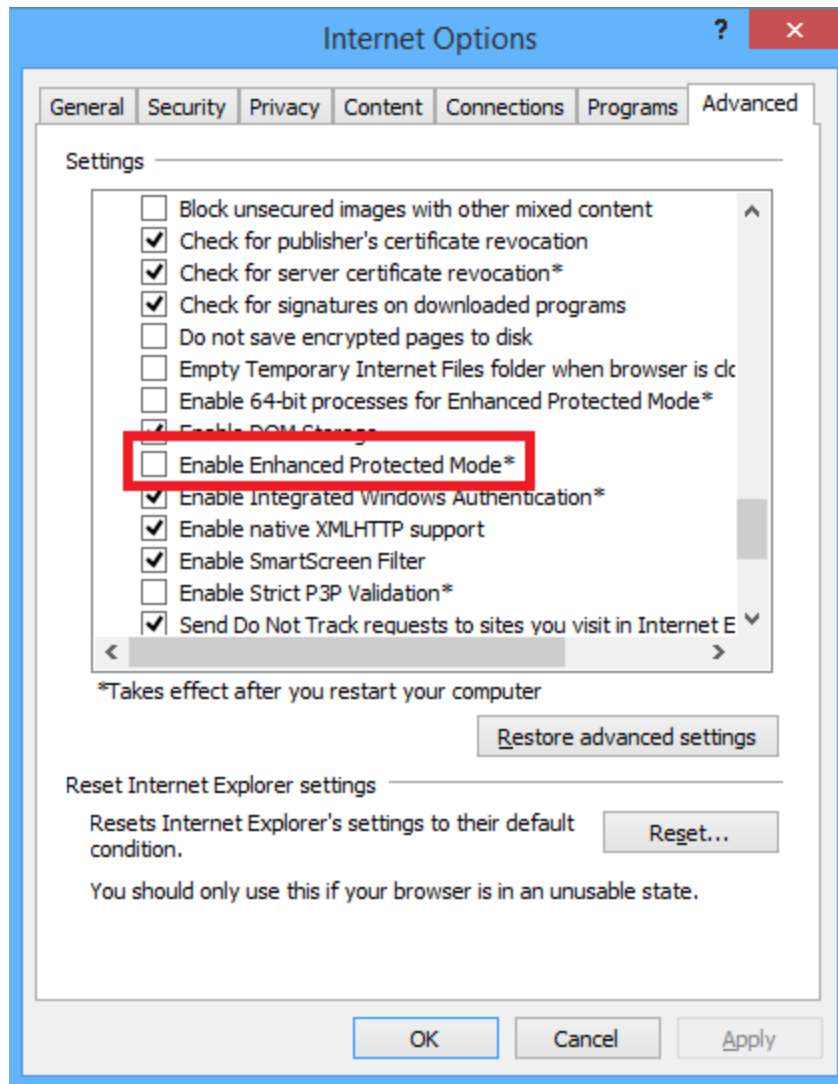 Internet Options
?
General Security Privacy Content Connections Programs Advanced
Settings
Block unsecured images with other mixed content
Check for publisher's certificate revocation
Check for server certificate revocation*
Check for signatures on downloaded programs
Do not save encrypted pages to disk
Empty Temporary Internet Files folder when browser is clo
Enable 64-bit processes for Enhanced Protected Mode*
Enable DOM Storage
Enable Enhanced Protected Mode*
Enable Integrated Windows Authentication*
Enable native XMLHTTP support
Enable SmartScreen Filter
Enable Strict P3P Validation*
Send Do Not Track requests to sites you visit in Internet E
*Takes effect after you restart your computer
Restore advanced settings
Reset Internet Explorer settings
Resets Internet Explorer's settings to their default
condition.
Reset...
You should only use this if your browser is in an unusable state.
OK Cancel Apply